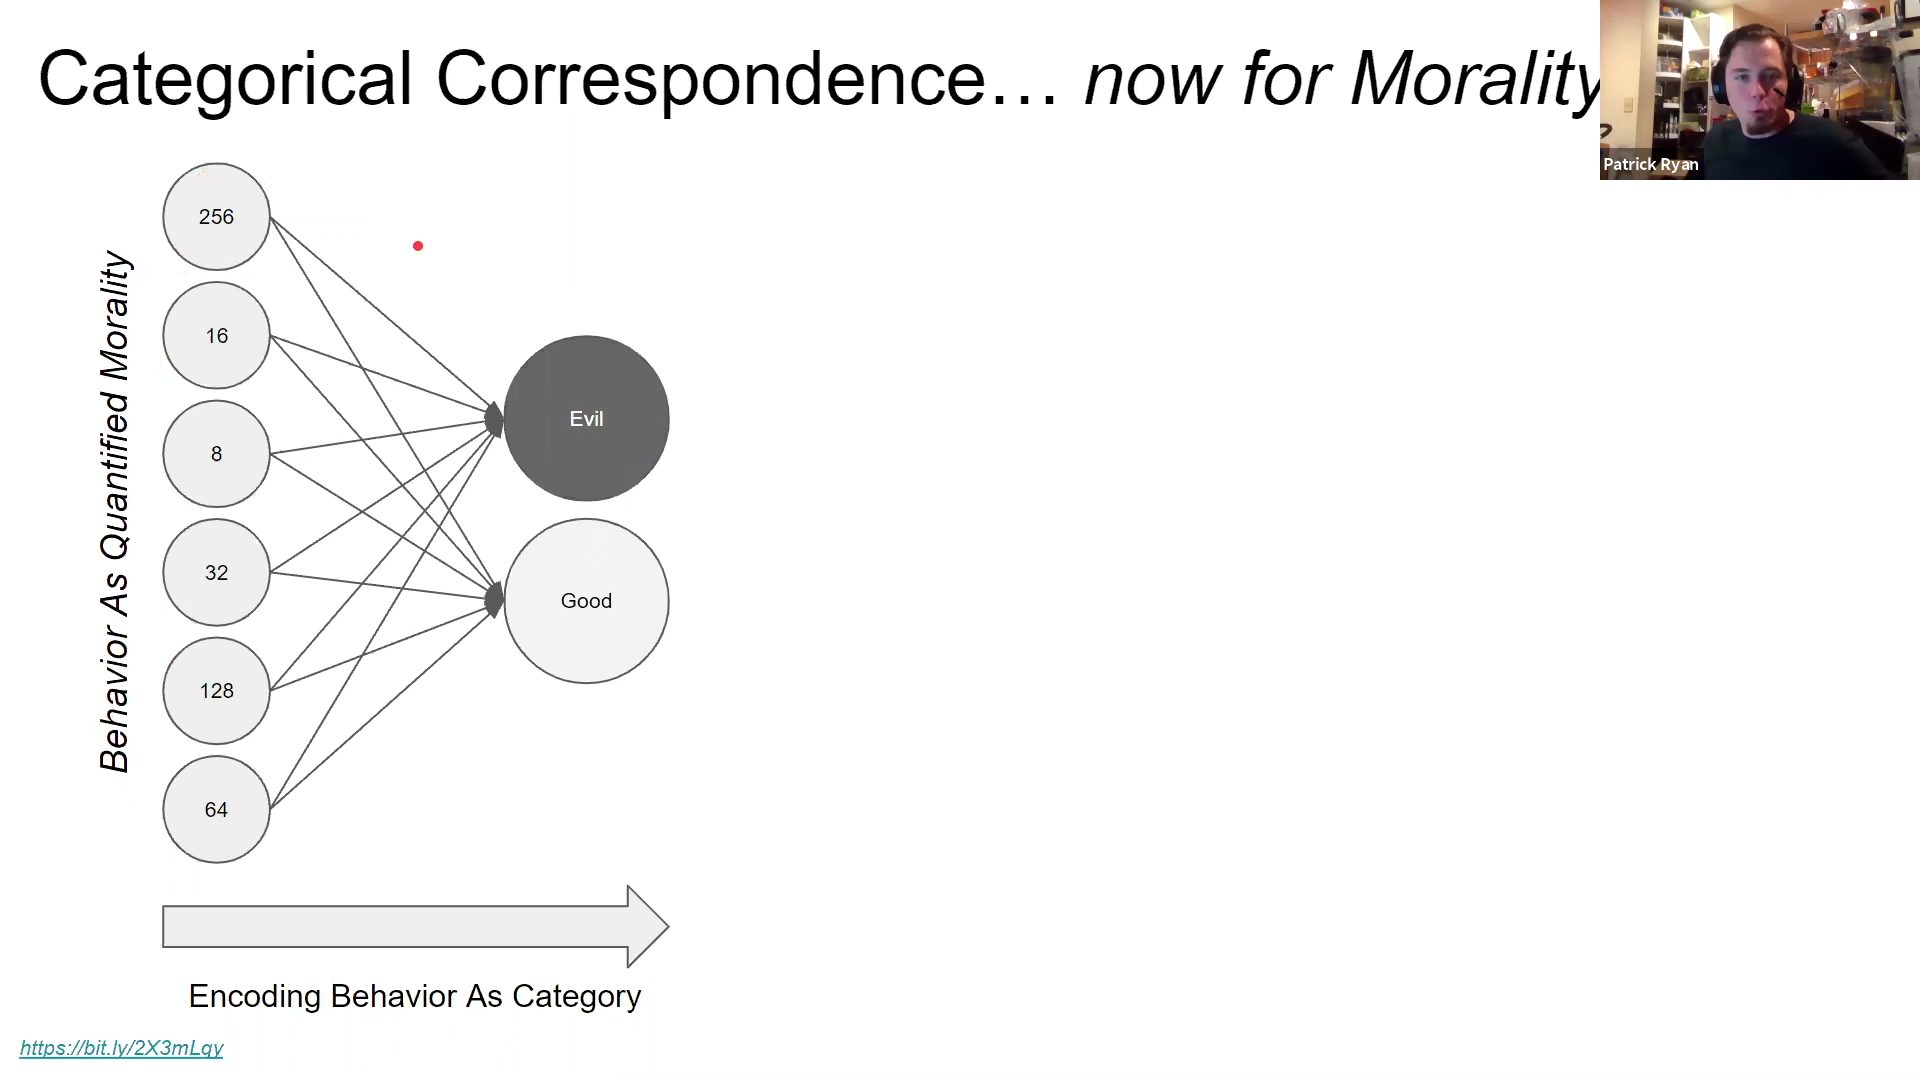 Categorical Correspondence… now for Morality
Patrick Ryan
Behavior As Quantified Morality
256
16
8
32
128
64
Evil
Good
Encoding Behavior As Category
https://bit.ly/2X3mLqy